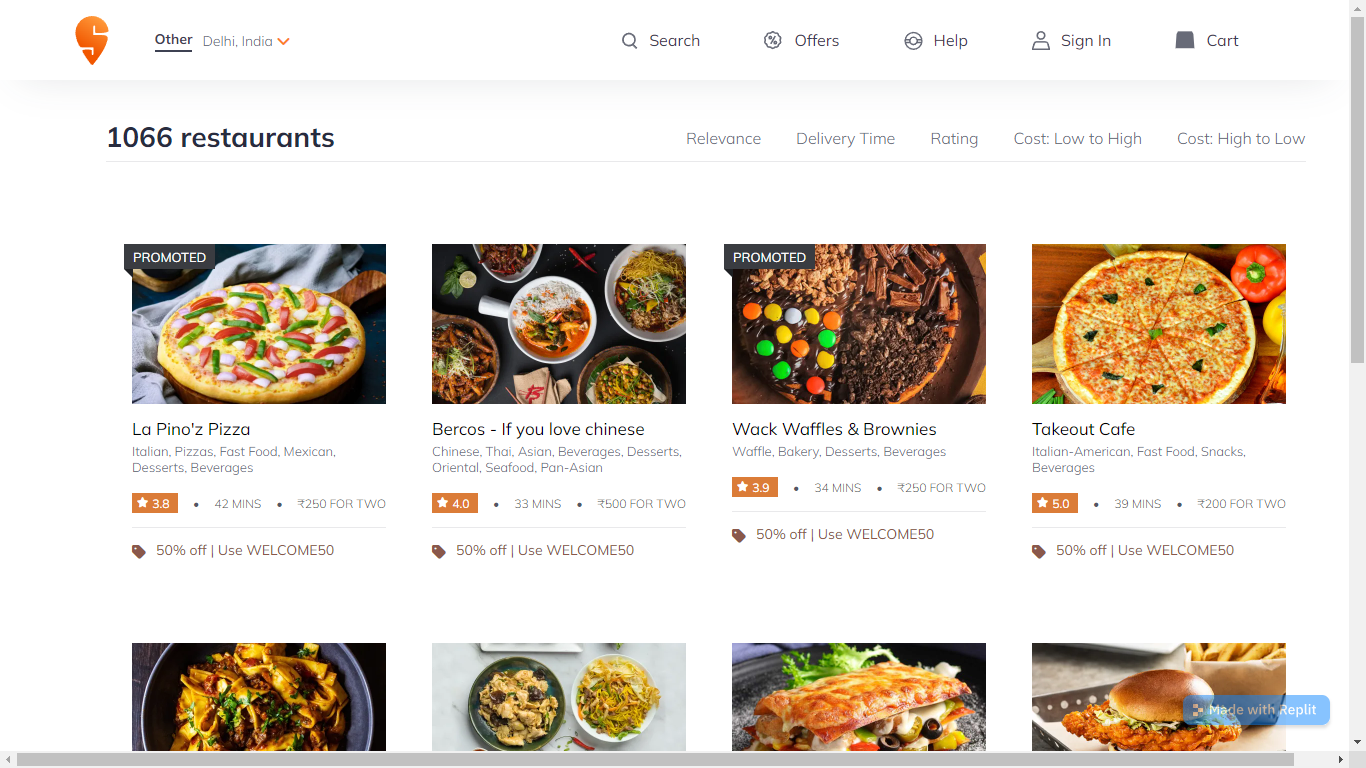 Other Delhi, India
Search
Offers
Help
Sign In
Cart
1066 restaurants
Relevance
Delivery Time
Rating
Cost: Low to High
Cost: High to Low
PROMOTED
La Pino'z Pizza
Italian, Pizzas, Fast Food, Mexican,
Desserts, Beverages
3.8 • 42 MINS • ₹250 FOR TWO
50% off | Use WELCOME50
Bercos - If you love chinese
Chinese, Thai, Asian, Beverages, Desserts,
Oriental, Seafood, Pan-Asian
4.0 • 33 MINS • ₹500 FOR TWO
50% off | Use WELCOME50
PROMOTED
Wack Waffles & Brownies
Waffle, Bakery, Desserts, Beverages
3.9 • 34 MINS • ₹250 FOR TWO
50% off | Use WELCOME50
Takeout Cafe
Italian-American, Fast Food, Snacks,
Beverages
5.0 • 39 MINS • ₹200 FOR TWO
50% off | Use WELCOME50
Made with Replit